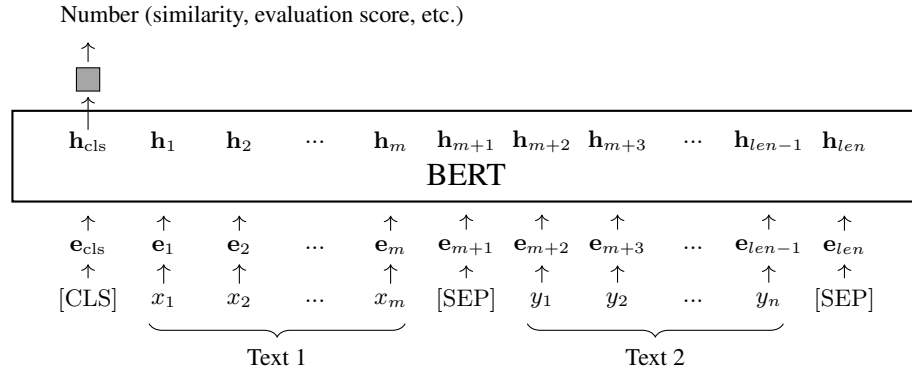 Number (similarity, evaluation score, etc.)
h_cls h_1 h_2 ... h_m h_{m+1} h_{m+2} h_{m+3} ... h_{len−1} h_{len}
BERT
e_cls e_1 e_2 ... e_m e_{m+1} e_{m+2} e_{m+3} ... e_{len−1} e_{len}
[CLS] x_1 x_2 ... x_m [SEP] y_1 y_2 ... y_n [SEP]
Text 1 Text 2